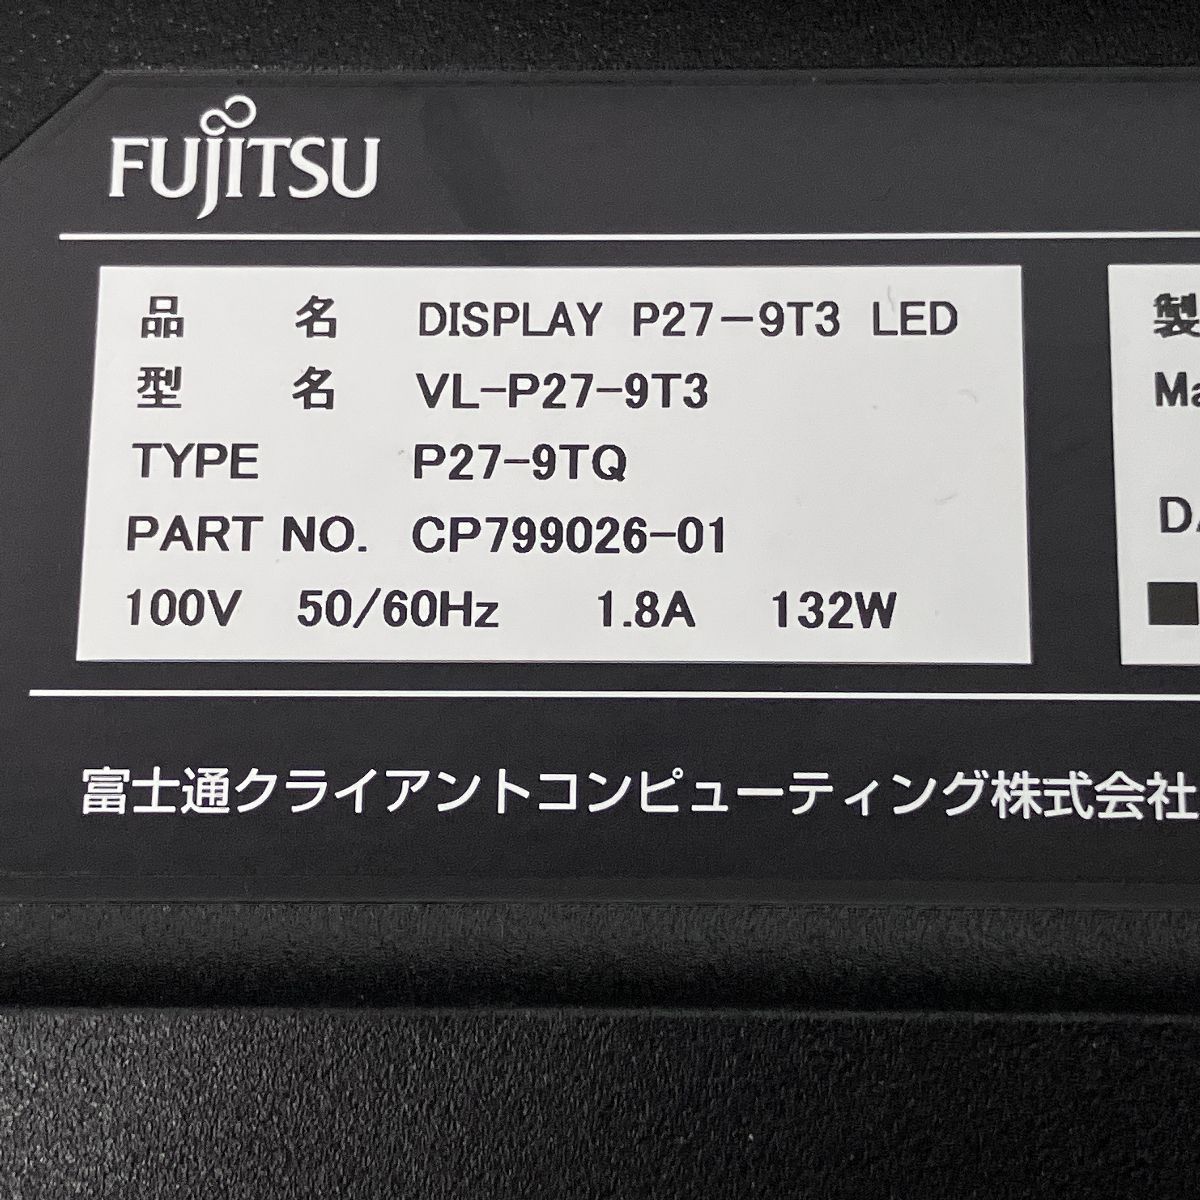 FUJITSU
品 名 DISPLAY P27-9T3 LED
型 名 VL-P27-9T3
TYPE P27-9TQ
PART NO. CP799026-01
100V 50/60Hz 1.8A 132W
製
Ma
富士通クライアントコンピューティング株式会社